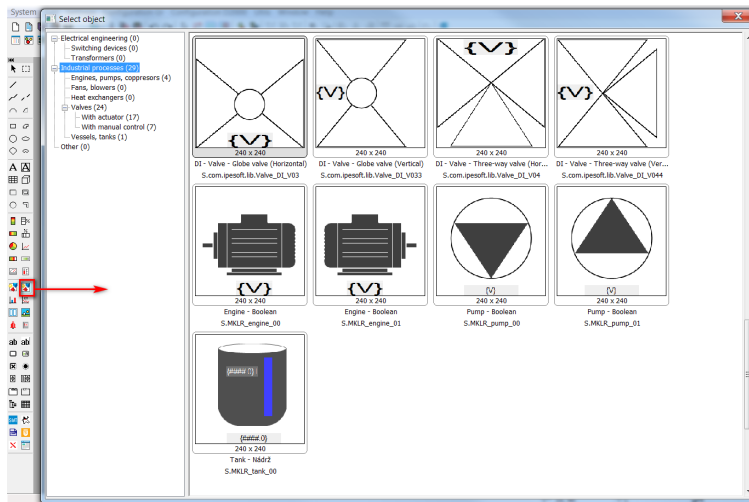 System
Select object
Electrical engineering (0)
Switching devices (0)
Transformers (0)
Industrial processes (29)
Engines, pumps, coppresors (4)
Fans, blowers (0)
Heat exchangers (0)
Valves (24)
With actuator (17)
With manual control (7)
Vessels, tanks (1)
Other (0)
{V}
240 x 240
DI - Valve - Globe valve (Horizontal)
S.com.ipesoft.lib.Valve_DI_V03
{V}
240 x 240
DI - Valve - Globe valve (Vertical)
S.com.ipesoft.lib.Valve_DI_V033
{V}
240 x 240
DI - Valve - Three-way valve (Hor...
S.com.ipesoft.lib.Valve_DI_V04
{V}
240 x 240
DI - Valve - Three-way valve (Ver...
S.com.ipesoft.lib.Valve_DI_V044
{V}
240 x 240
Engine - Boolean
S.MKLR_engine_00
{V}
240 x 240
Engine - Boolean
S.MKLR_engine_01
{V}
240 x 240
Pump - Boolean
S.MKLR_pump_00
{V}
240 x 240
Pump - Boolean
S.MKLR_pump_01
{####.0}
{####.0}
240 x 240
Tank - Nádrž
S.MKLR_tank_00
A A
ab ab